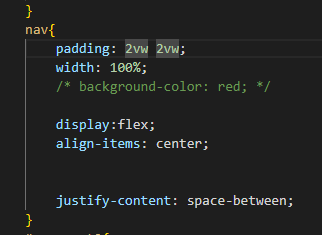 }
nav{
padding: 2vw 2vw;
width: 100%;
/* background-color: red; */
display:flex;
align-items: center;
justify-content: space-between;
}